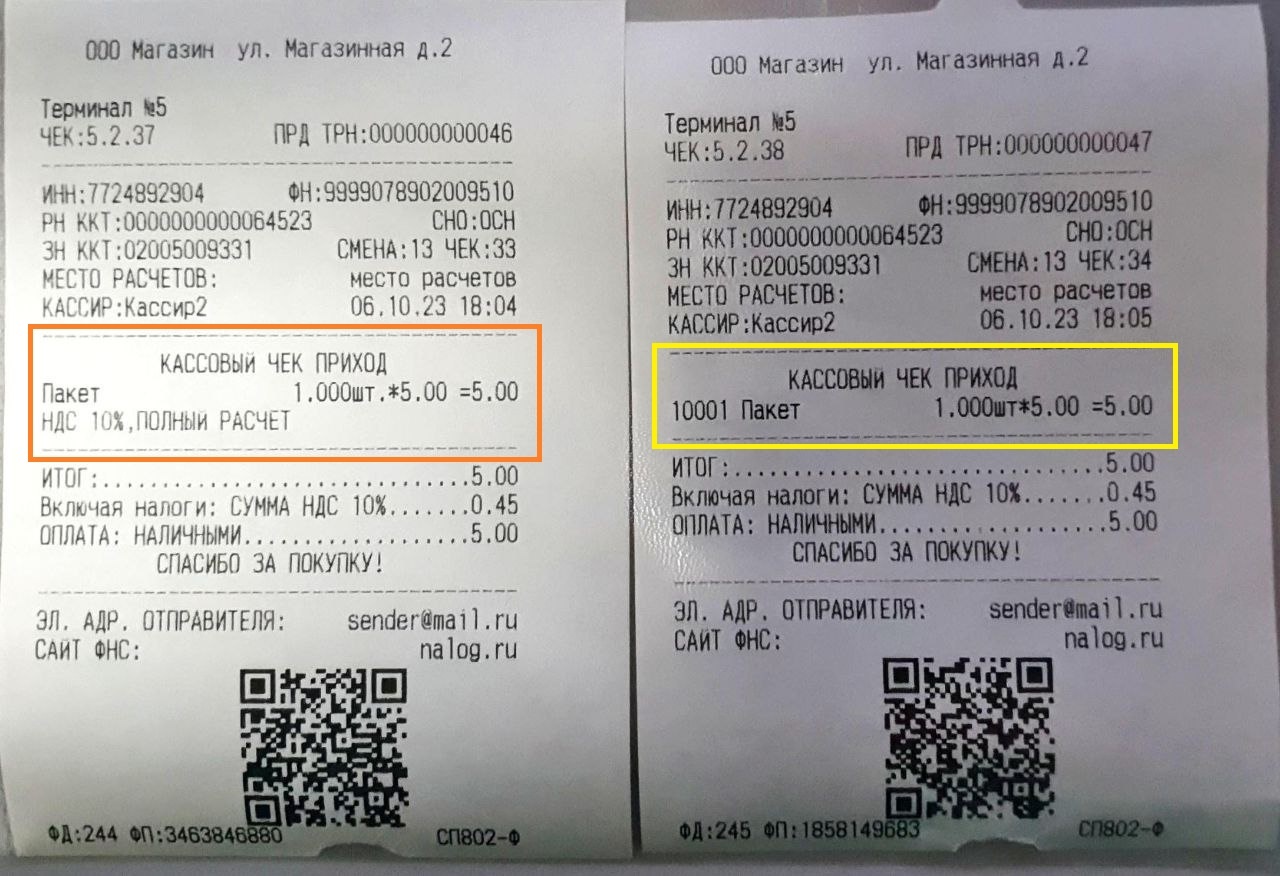 ООО Магазин ул. Магазинная д.2
Терминал №5
ЧЕК:5.2.37 ПРД ТРН:000000000046
ИНН:7724892904 ФН:9999078902009510
РН ККТ:0000000000064523 СНО:ОСН
ЗН ККТ:02005009331 СМЕНА:13 ЧЕК:33
МЕСТО РАСЧЕТОВ: место расчетов
КАССИР:Кассир2 06.10.23 18:04
КАССОВЫЙ ЧЕК ПРИХОД
Пакет 1.000шт.*5.00 =5.00
НДС 10%,ПОЛНЫЙ РАСЧЕТ
ИТОГ:............................5.00
Включая налоги: СУММА НДС 10%.......0.45
ОПЛАТА: НАЛИЧНЫМИ.................5.00
СПАСИБО ЗА ПОКУПКУ!
ЭЛ. АДР. ОТПРАВИТЕЛЯ: sender@mail.ru
САЙТ ФНС: nalog.ru
ФД:244 ФП:3463846880 СП802-Ф
ООО Магазин ул. Магазинная д.2
Терминал №5
ЧЕК:5.2.38 ПРД ТРН:000000000047
ИНН:7724892904 ФН:9999078902009510
РН ККТ:0000000000064523 СНО:ОСН
ЗН ККТ:02005009331 СМЕНА:13 ЧЕК:34
МЕСТО РАСЧЕТОВ: место расчетов
КАССИР:Кассир2 06.10.23 18:05
КАССОВЫЙ ЧЕК ПРИХОД
10001 Пакет 1.000шт*5.00 =5.00
ИТОГ:............................5.00
Включая налоги: СУММА НДС 10%.......0.45
ОПЛАТА: НАЛИЧНЫМИ.................5.00
СПАСИБО ЗА ПОКУПКУ!
ЭЛ. АДР. ОТПРАВИТЕЛЯ: sender@mail.ru
САЙТ ФНС: nalog.ru
ФД:245 ФП:1858149683 СП802-Ф